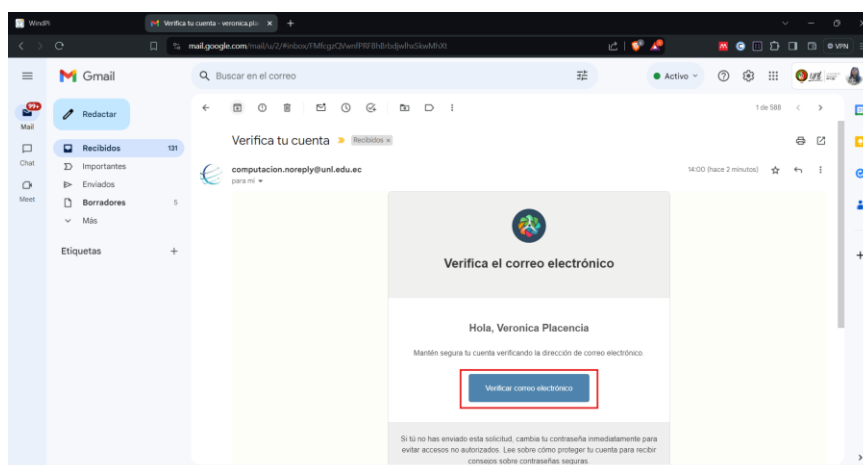 WindPi
Verifica tu cuenta - veronica.pla
mail.google.com/mail/u/2/#inbox/
VPN
Gmail
Buscar en el correo
Activo
99+
Mail
Redactar
1 de 588
Verifica tu cuenta
Recibidos x
Recibidos 131
Chat
Importantes
computacion.noreply@unl.edu.ec
14:00 (hace 2 minutos)
para mí
Enviados
Meet
Borradores 5
Más
Etiquetas
Verifica el correo electrónico
Hola, Veronica Placencia
Mantén segura tu cuenta verificando la dirección de correo electrónico.
Verificar correo electrónico
Si tú no has enviado esta solicitud, cambia tu contraseña inmediatamente para
evitar accesos no autorizados. Lee sobre cómo proteger tu cuenta para recibir
consejos sobre contraseñas seguras.